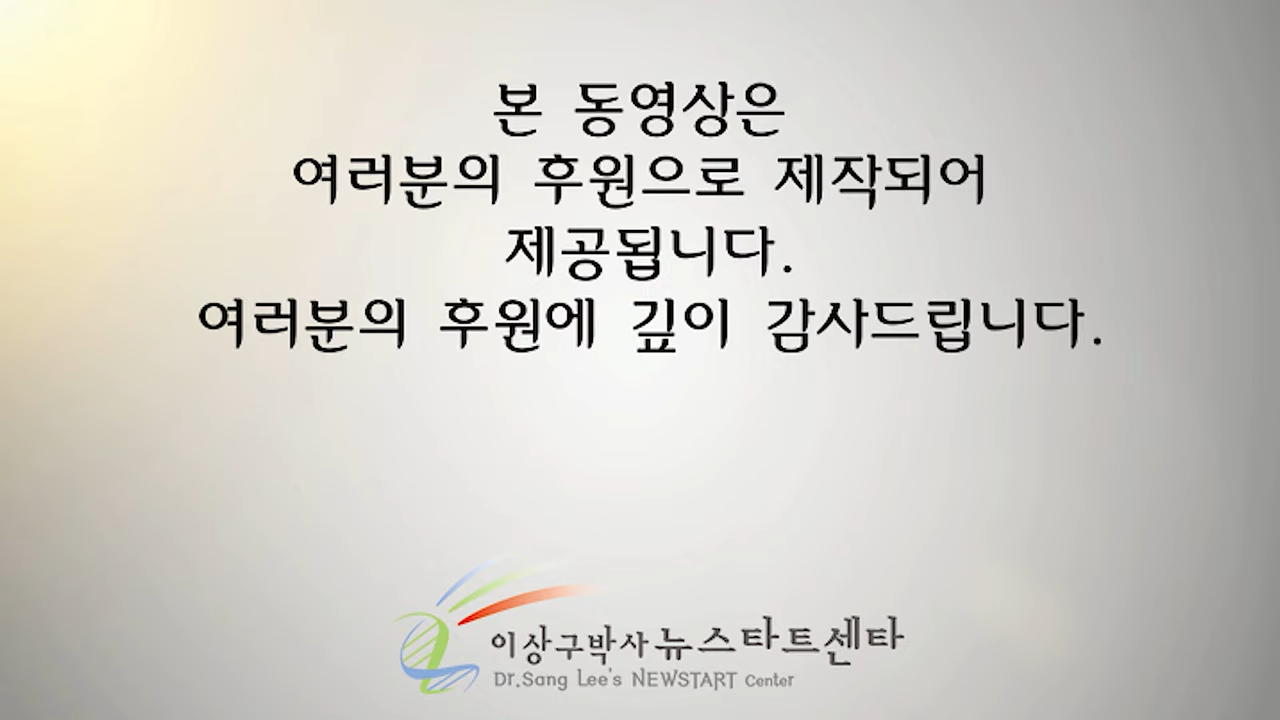 본 동영상은
여러분의 후원으로 제작되어
제공됩니다.
여러분의 후원에 깊이 감사드립니다.
이상구박사 뉴스타트센타
Dr.Sang Lee's NEWSTART Center